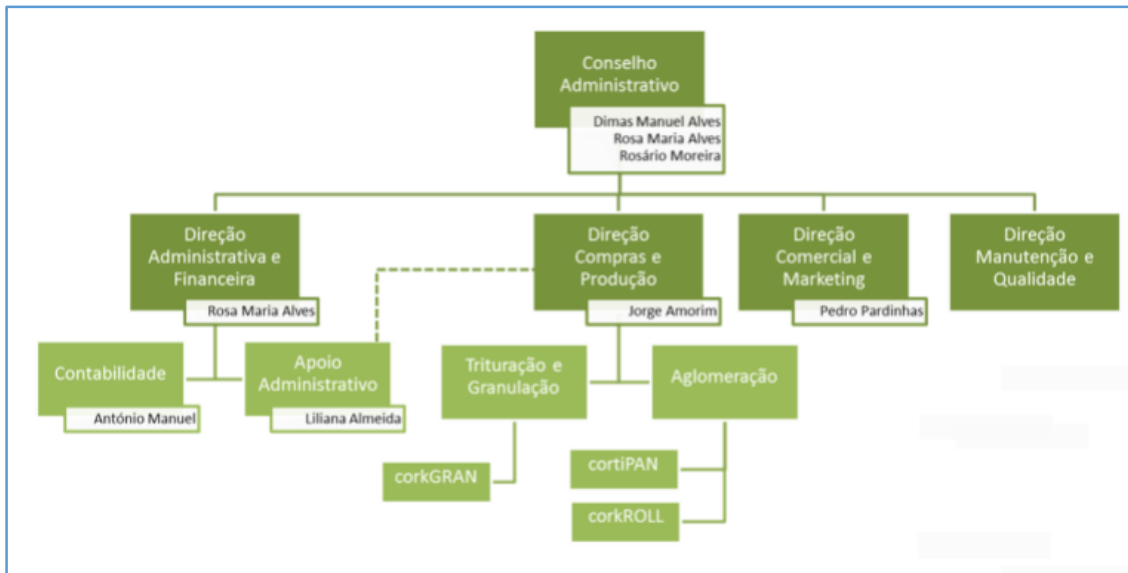 Conselho
Administrativo
Dimas Manuel Alves
Rosa Maria Alves
Rosário Moreira
Direção
Administrativa e
Financeira
Rosa Maria Alves
Direção
Compras e
Produção
Jorge Amorim
Direção
Comercial e
Marketing
Pedro Pardinhas
Direção
Manutenção e
Qualidade
Contabilidade
António Manuel
Apoio
Administrativo
Liliana Almeida
Trituração e
Granulação
Aglomeração
corkGRAN
cortiPAN
corkROLL